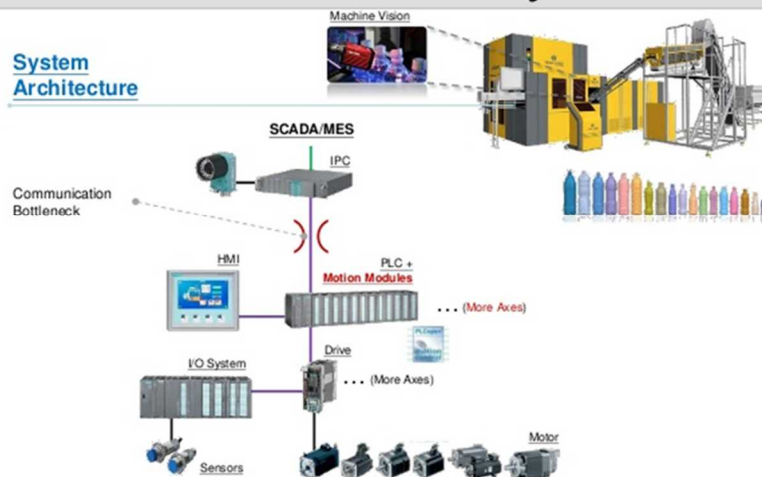 Machine Vision
System
Architecture
SCADA/MES
IPC
Communication
Bottleneck
HMI
PLC +
Motion Modules
... (More Axes)
I/O System
Drive
... (More Axes)
Motor
Sensors